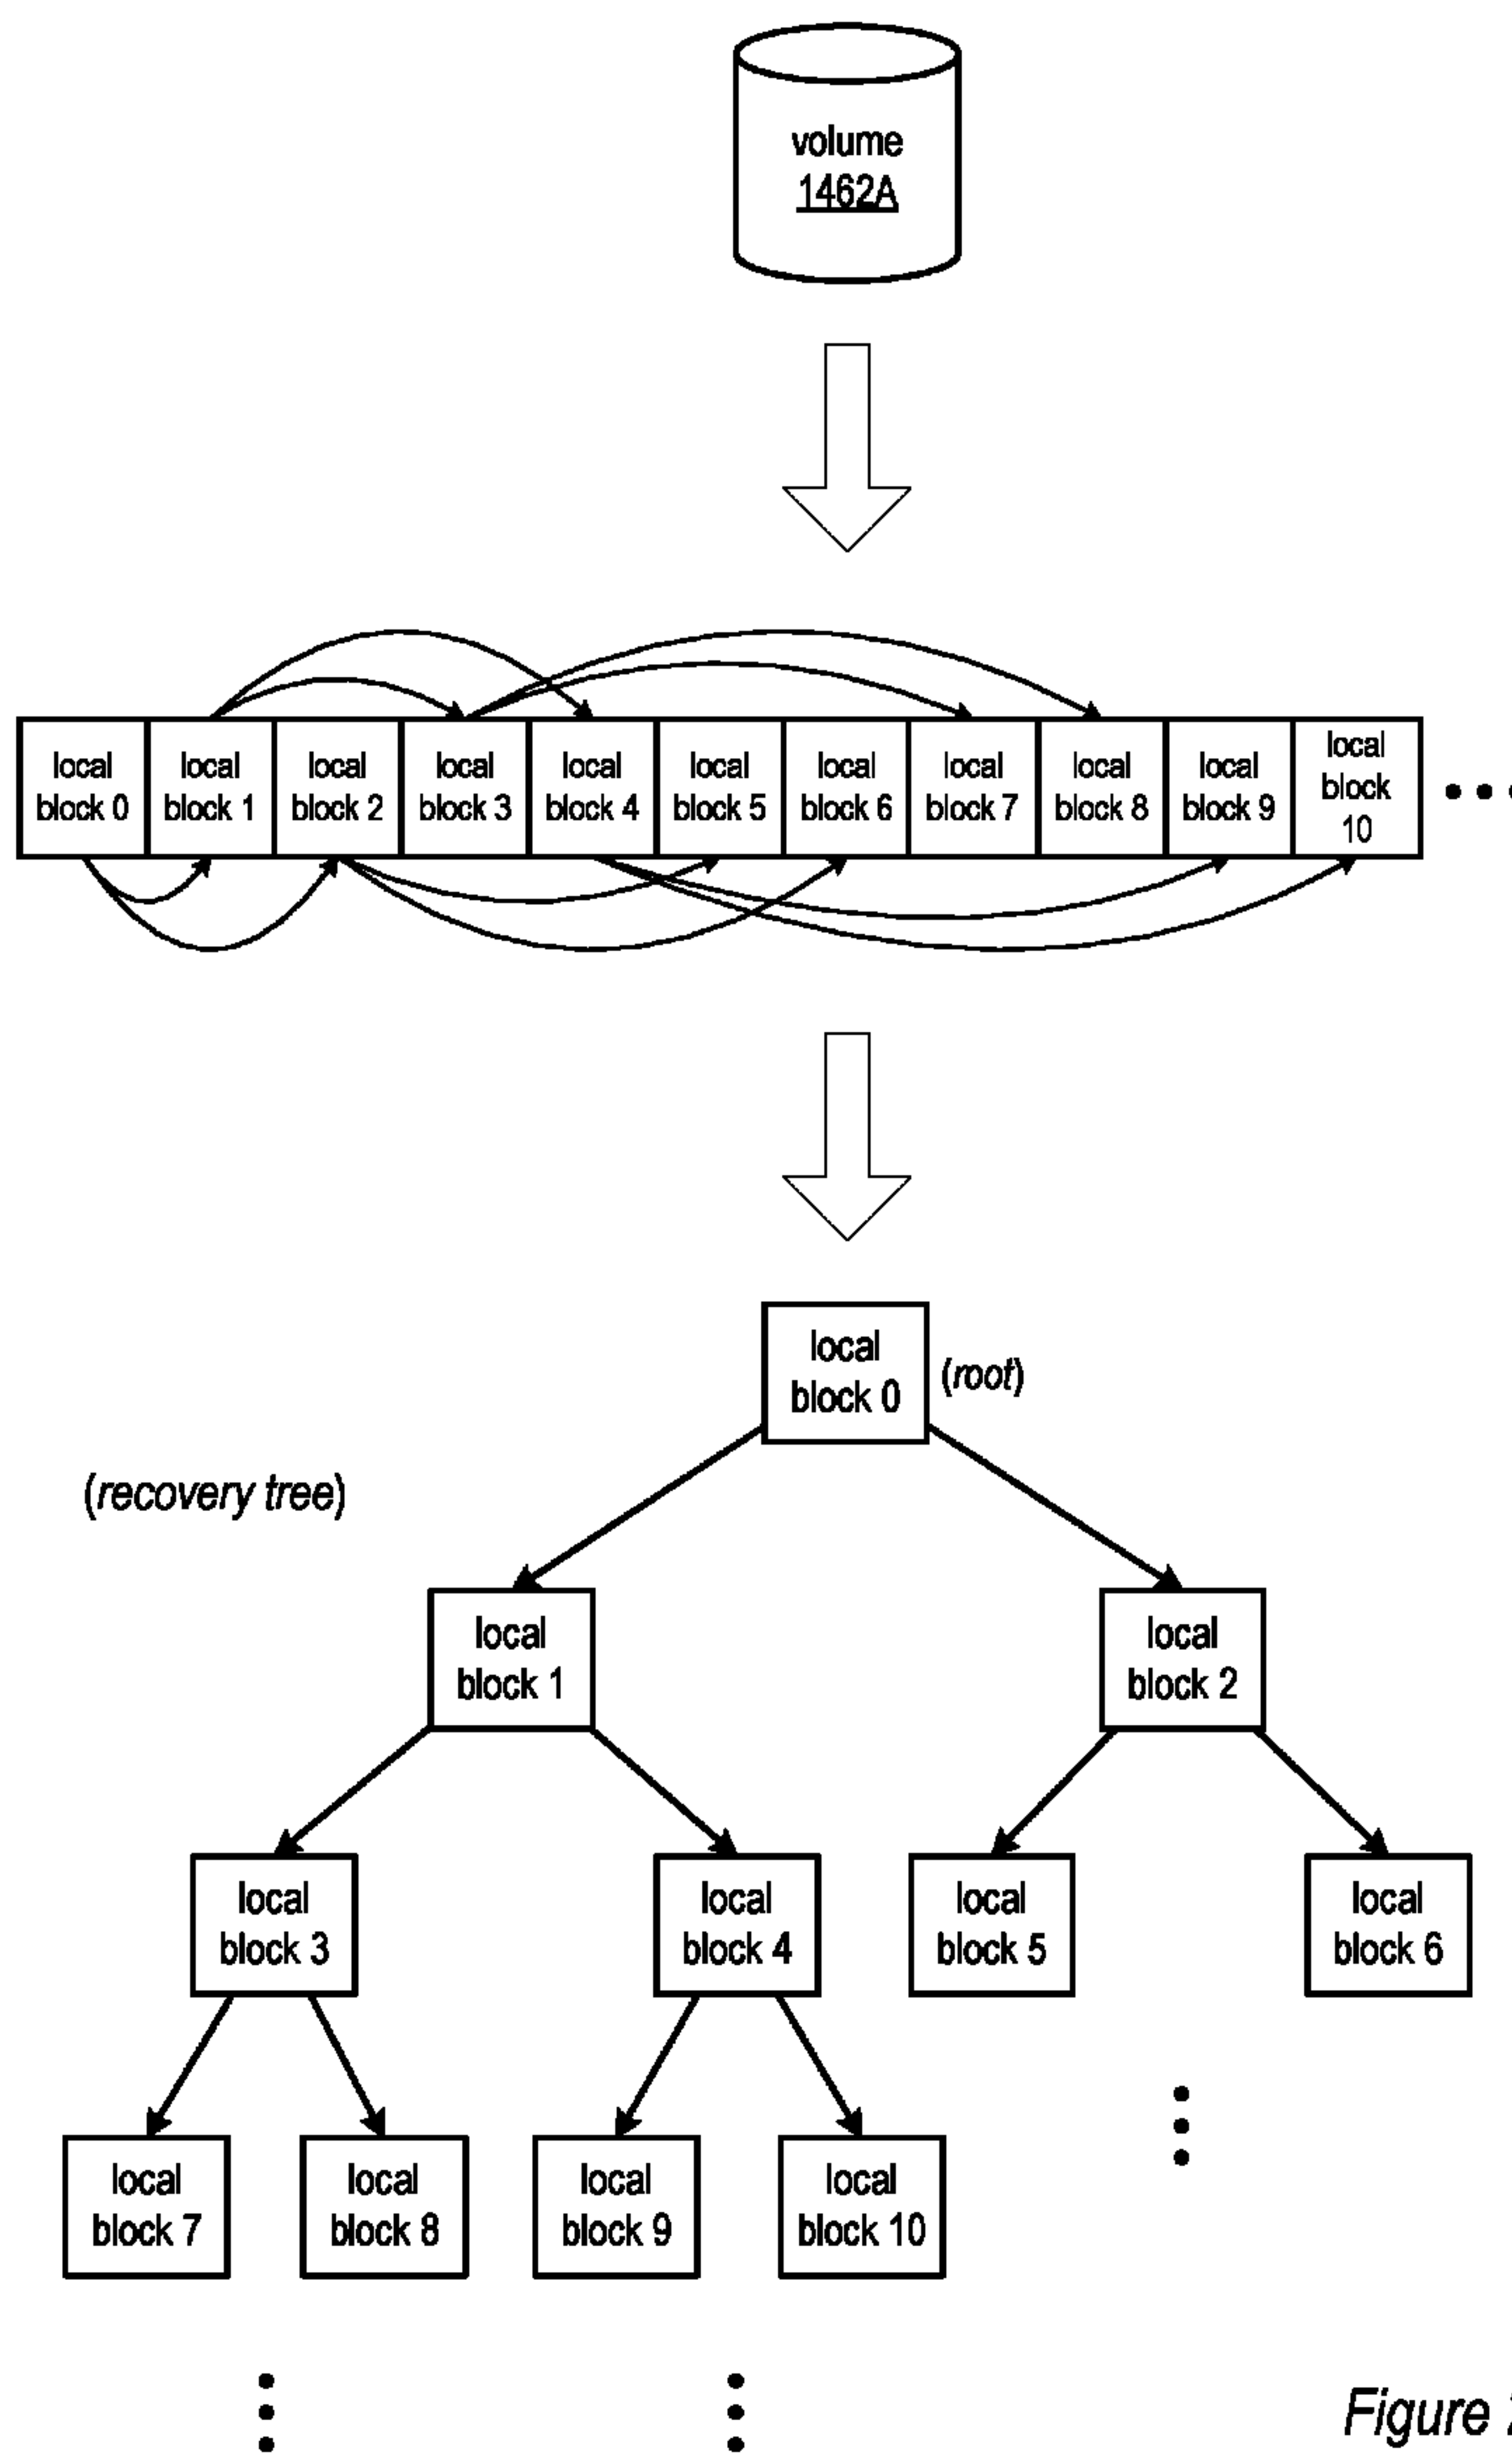 volume
1462A
local local local local local local local local local local local
block 0 block 1 block 2 block 3 block 4 block 5 block 6 block 7 block 8 block 9 block
10
local
block 0
(root)
(recovery tree)
local local
block 1 block 2
local local local local
block 3 block 4 block 5 block 6
local local local local
block 7 block 8 block 9 block 10
Figure